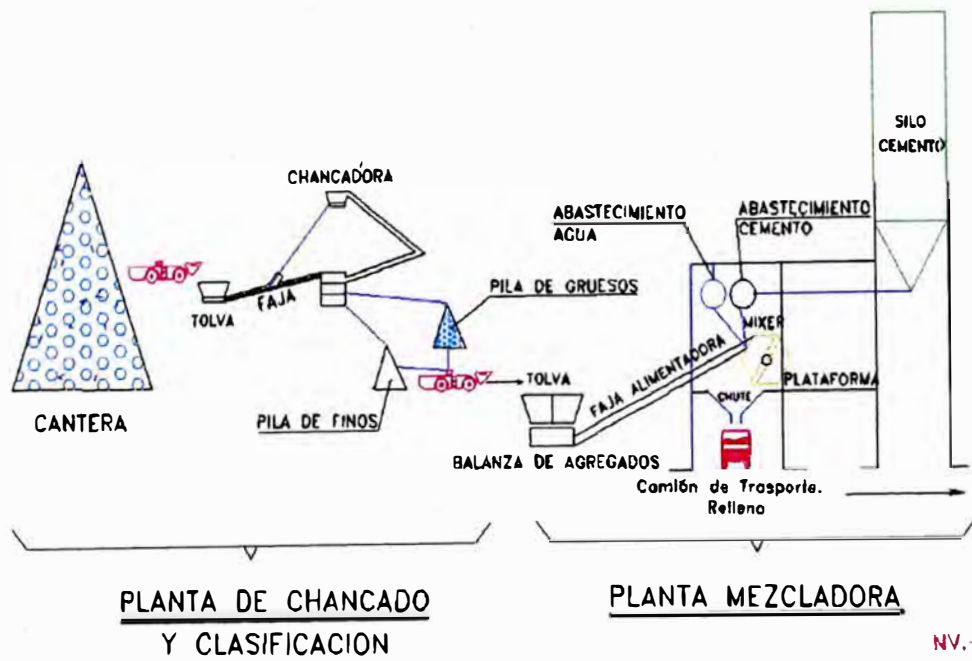 SILO
CEMENTO
CHANCADORA
ABASTECIMIENTO
AGUA
ABASTECIMIENTO
CEMENTO
FAJA
TOLVA
PILA DE GRUESOS
MIXER
FAJA ALIMENTADORA
PLATAFORMA
TOLVA
CHUTE
CANTERA
PILA DE FINOS
BALANZA DE AGREGADOS
Camión de Trasporte.
Relleno
PLANTA DE CHANCADO
Y CLASIFICACION
PLANTA MEZCLADORA
NV.